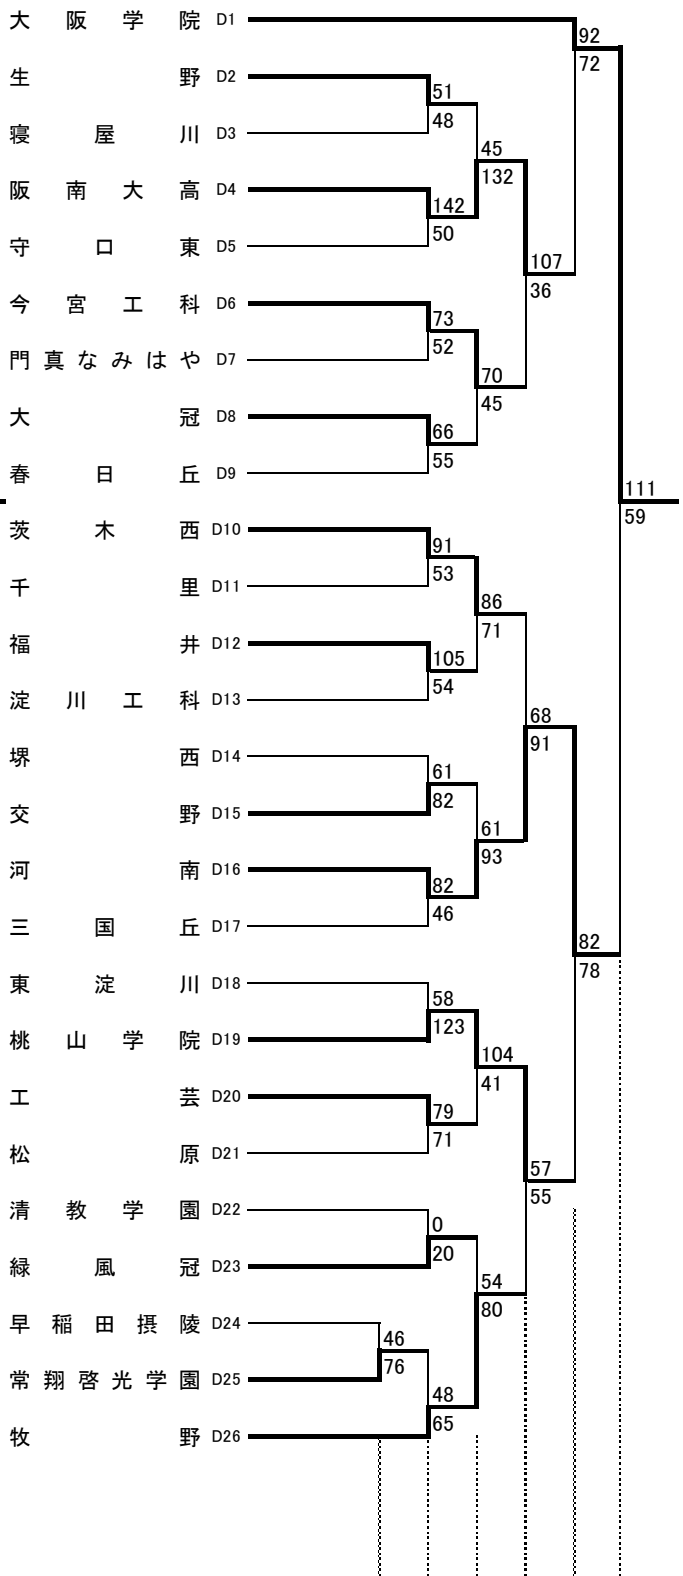 大阪学院 D1
92
72
生野 D2
51
48
寝屋川 D3
45
132
阪南大高 D4
142
50
守口東 D5
107
36
今宮工科 D6
73
52
門真なみはや D7
70
45
大冠 D8
66
55
春日丘 D9
111
59
茨木西 D10
91
53
千里 D11
86
71
福井 D12
105
54
淀川工科 D13
68
91
堺西 D14
61
82
交野 D15
61
93
河南 D16
82
46
三国丘 D17
82
78
東淀川 D18
58
123
桃山学院 D19
104
41
工芸 D20
79
71
松原 D21
57
55
清教学園 D22
0
20
緑風冠 D23
54
80
早稲田摂陵 D24
46
76
常翔啓光学園 D25
48
65
牧野 D26